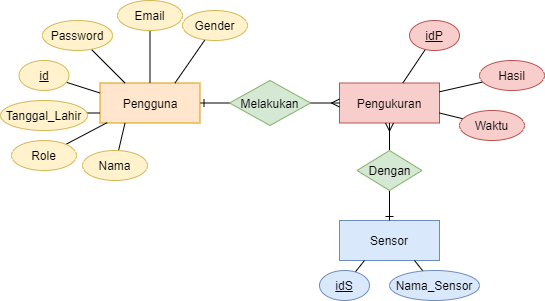 Email
Password
Gender
idP
id
Hasil
Pengguna
Melakukan
Pengukuran
Tanggal_Lahir
Waktu
Role
Nama
Dengan
Sensor
idS
Nama_Sensor